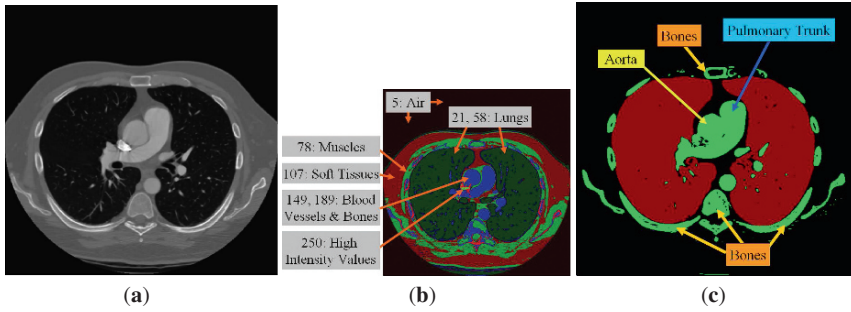 5: Air
21, 58: Lungs
78: Muscles
107: Soft Tissues
149, 189: Blood
Vessels & Bones
250: High
Intensity Values
Bones
Pulmonary Trunk
Aorta
Bones
(a)
(b)
(c)